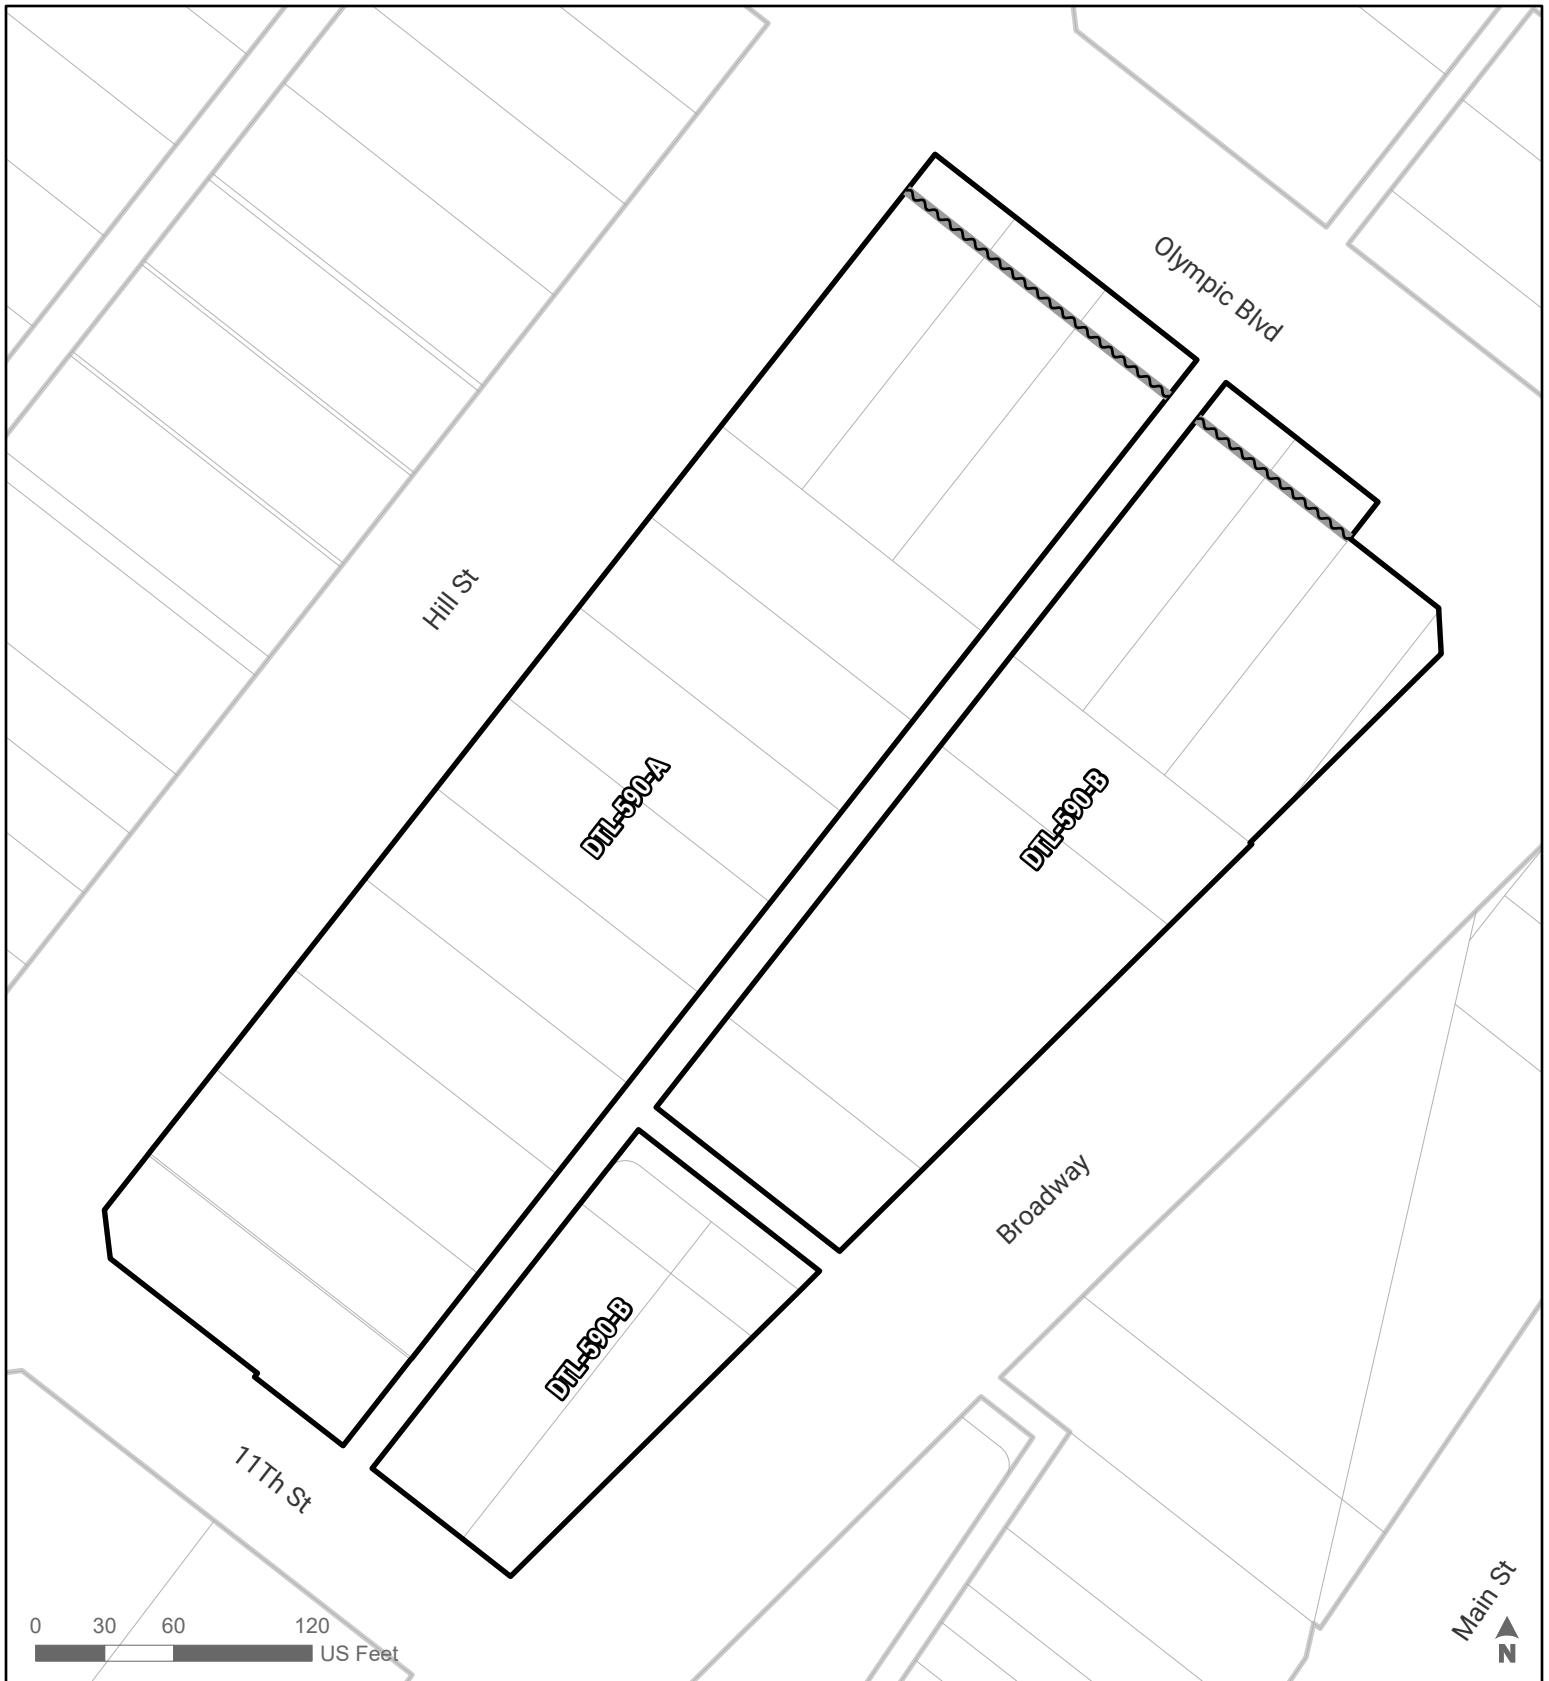 Olympic Blvd
Hill St
DTL-590-A
DTL-590-B
Broadway
DTL-590-B
11Th St
Main St
0 30 60 120
US Feet
N